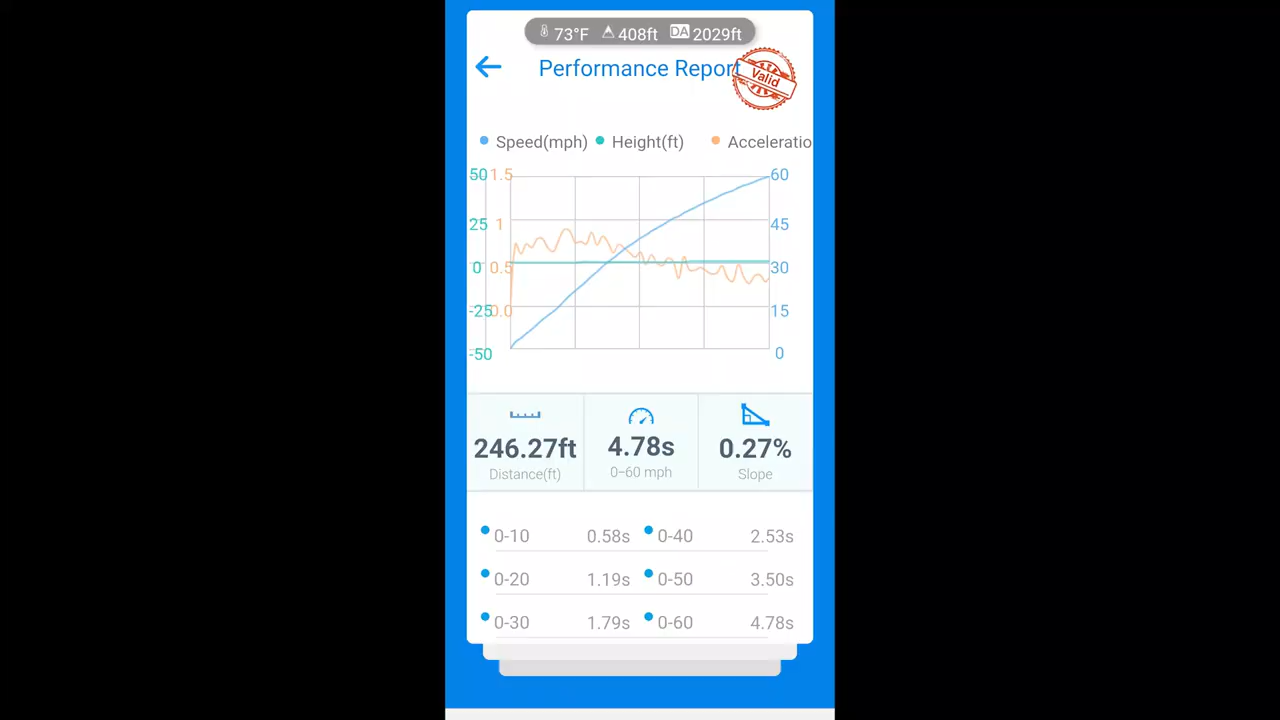 73°F 408ft DA 2029ft
Performance Report
Valid
Speed(mph) Height(ft) Acceleratio
50 1.5 60
25 1 45
0 0.5 30
-25 0.0 15
-50 0
246.27ft 4.78s 0.27%
Distance(ft) 0-60 mph Slope
0-10 0.58s 0-40 2.53s
0-20 1.19s 0-50 3.50s
0-30 1.79s 0-60 4.78s